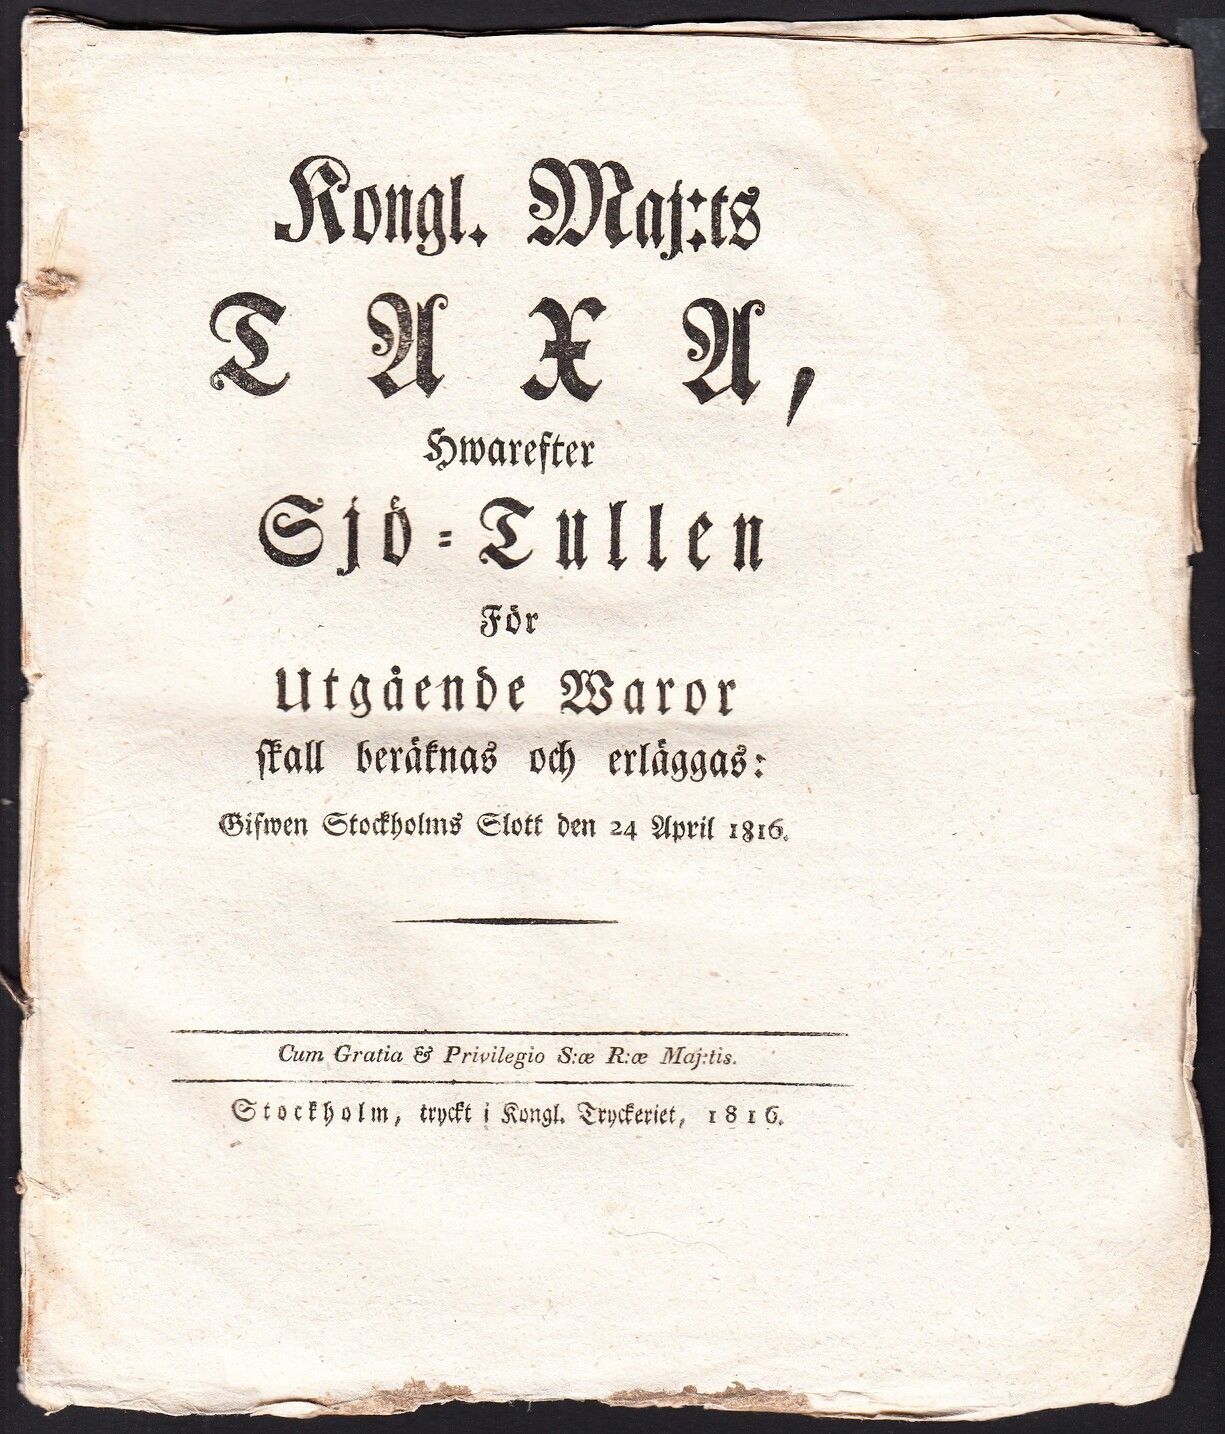 Kongl. Maj:ts
TAXA,
Hwarefter
Sjö-Tullen
För
Utgående Waror
skall beräknas och erläggas:
Gifwen Stockholms Slott den 24 April 1816.
Cum Gratia & Privilegio S:æ R:æ Maj:tis.
Stockholm, tryckt i Kongl. Tryckeriet, 1816.